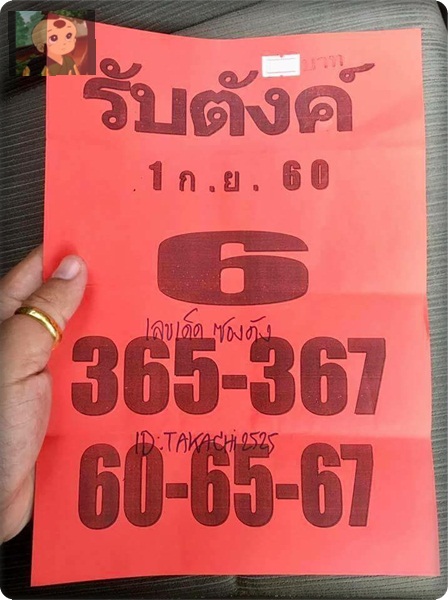 บาท
รับตังค์
1 ก.ย. 60
6
เลขเด็ด ซองดัง
365-367
ID:TAKACHi2525
60-65-67